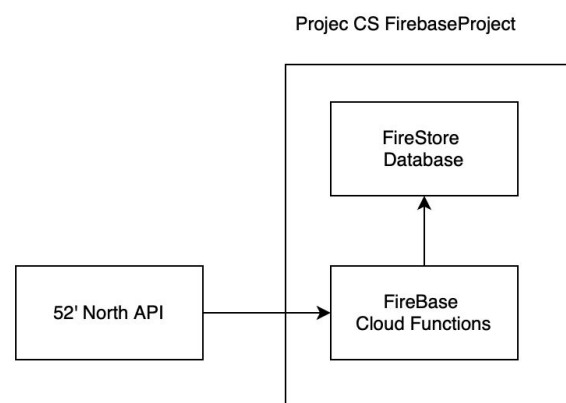 Projec CS FirebaseProject
FireStore
Database
52' North API
FireBase
Cloud Functions